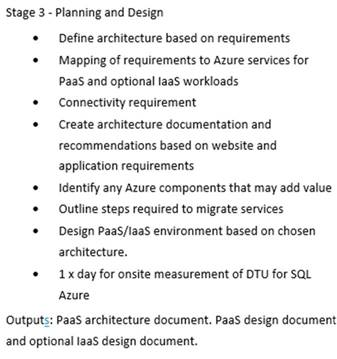 Stage 3 - Planning and Design
• Define architecture based on requirements
• Mapping of requirements to Azure services for
PaaS and optional IaaS workloads
• Connectivity requirement
• Create architecture documentation and
recommendations based on website and
application requirements
• Identify any Azure components that may add value
• Outline steps required to migrate services
• Design PaaS/IaaS environment based on chosen
architecture.
• 1 x day for onsite measurement of DTU for SQL
Azure
Outputs: PaaS architecture document. PaaS design document
and optional IaaS design document.